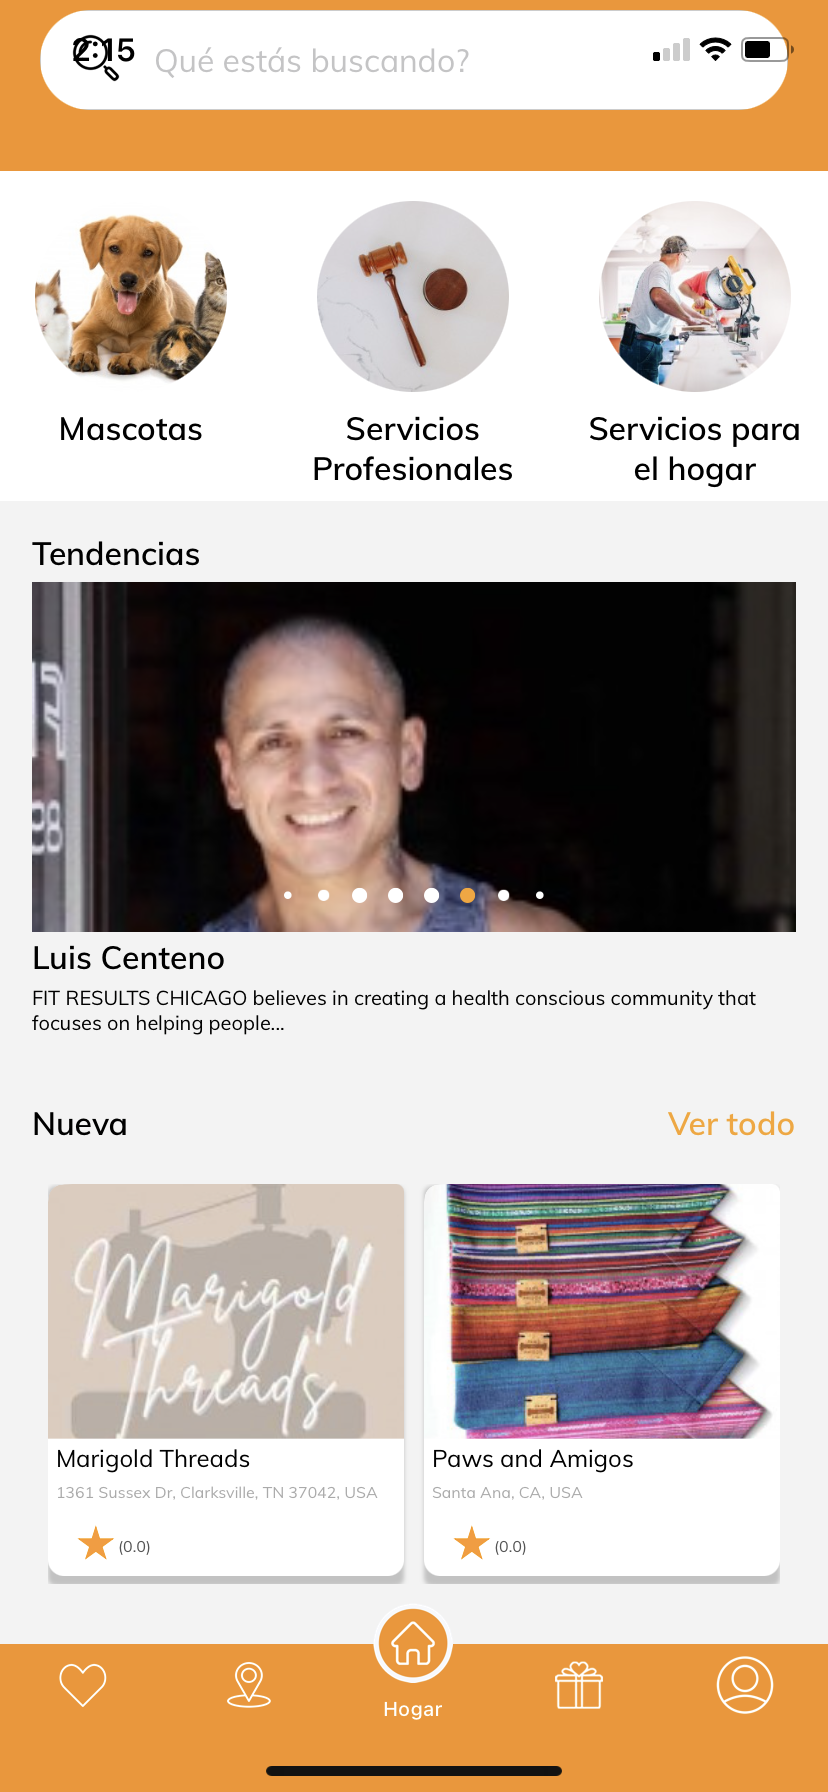 2:15
Qué estás buscando?
Mascotas
Servicios
Profesionales
Servicios para
el hogar
Tendencias
Luis Centeno
FIT RESULTS CHICAGO believes in creating a health conscious community that
focuses on helping people...
Nueva
Ver todo
Marigold
Threads
Marigold Threads
1361 Sussex Dr, Clarksville, TN 37042, USA
(0.0)
Paws and Amigos
Santa Ana, CA, USA
(0.0)
Hogar